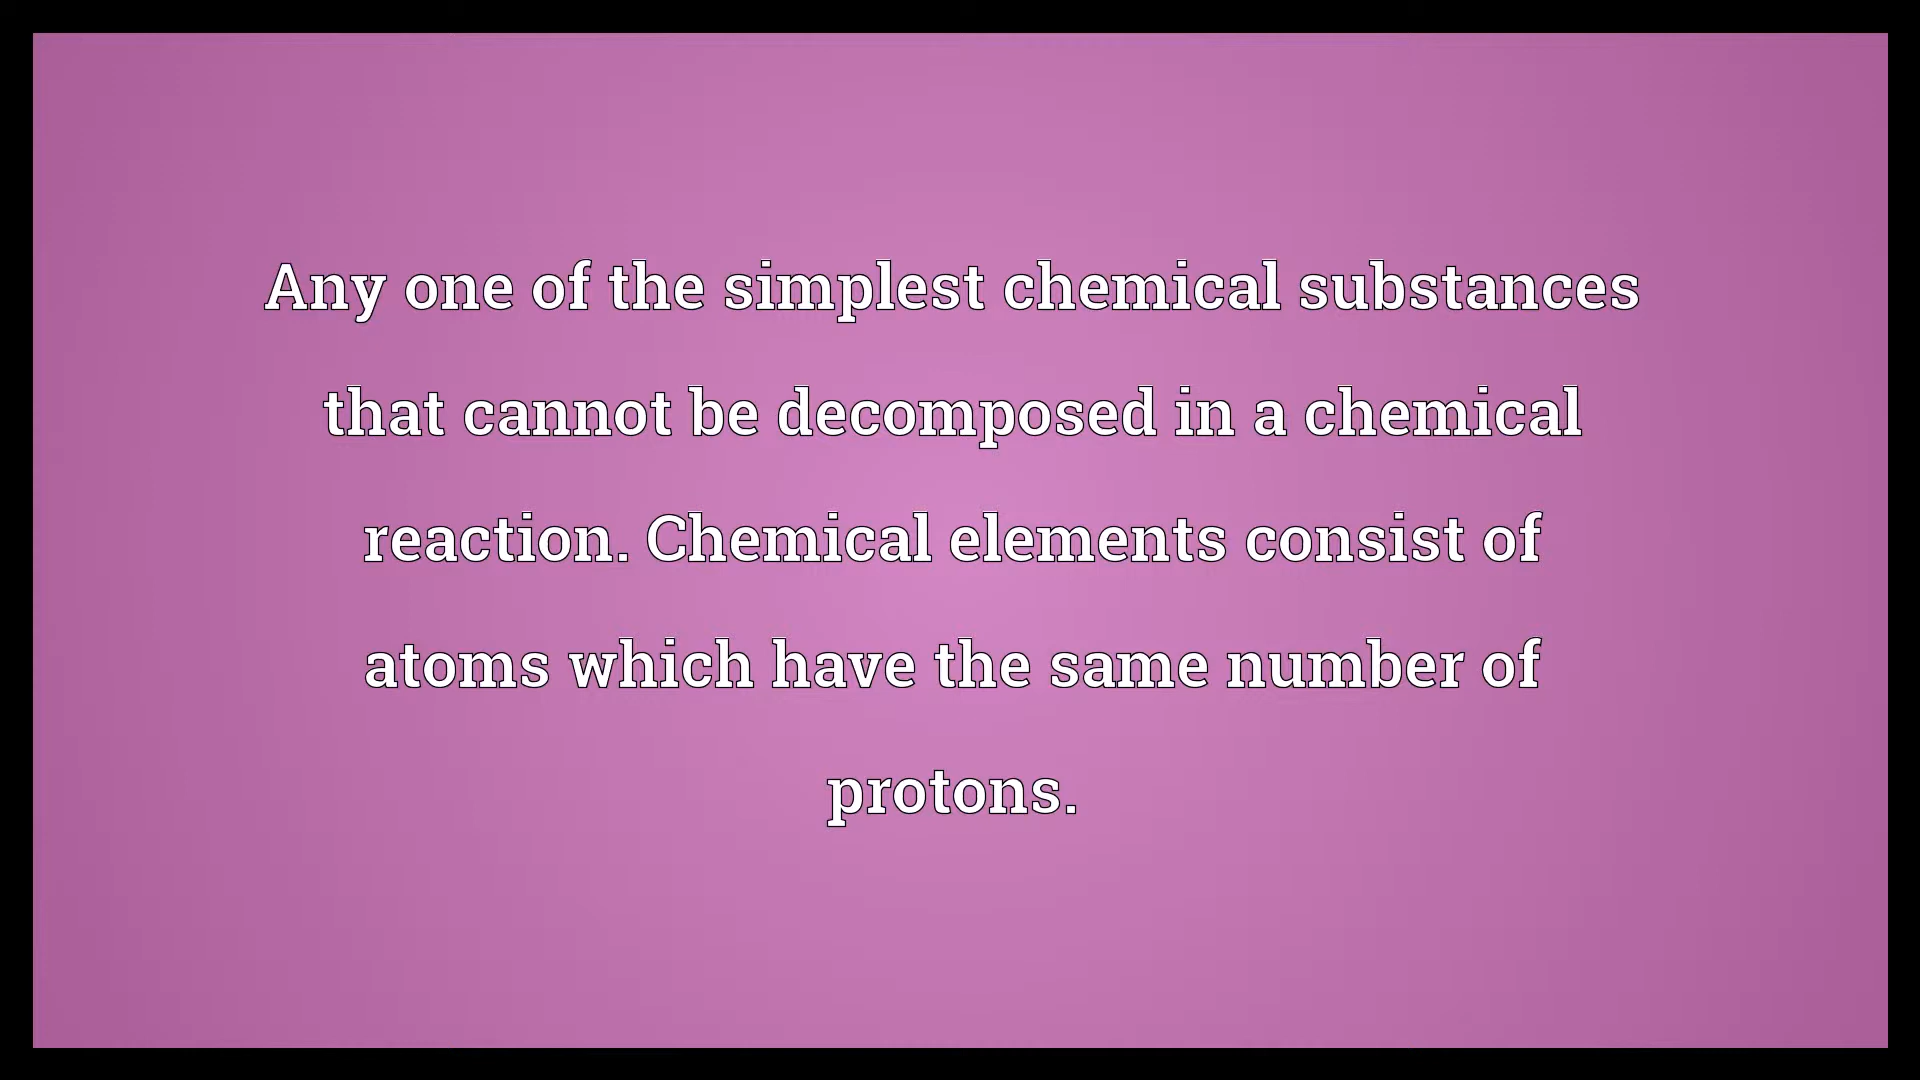 Any one of the simplest chemical substances
that cannot be decomposed in a chemical
reaction. Chemical elements consist of
atoms which have the same number of
protons.